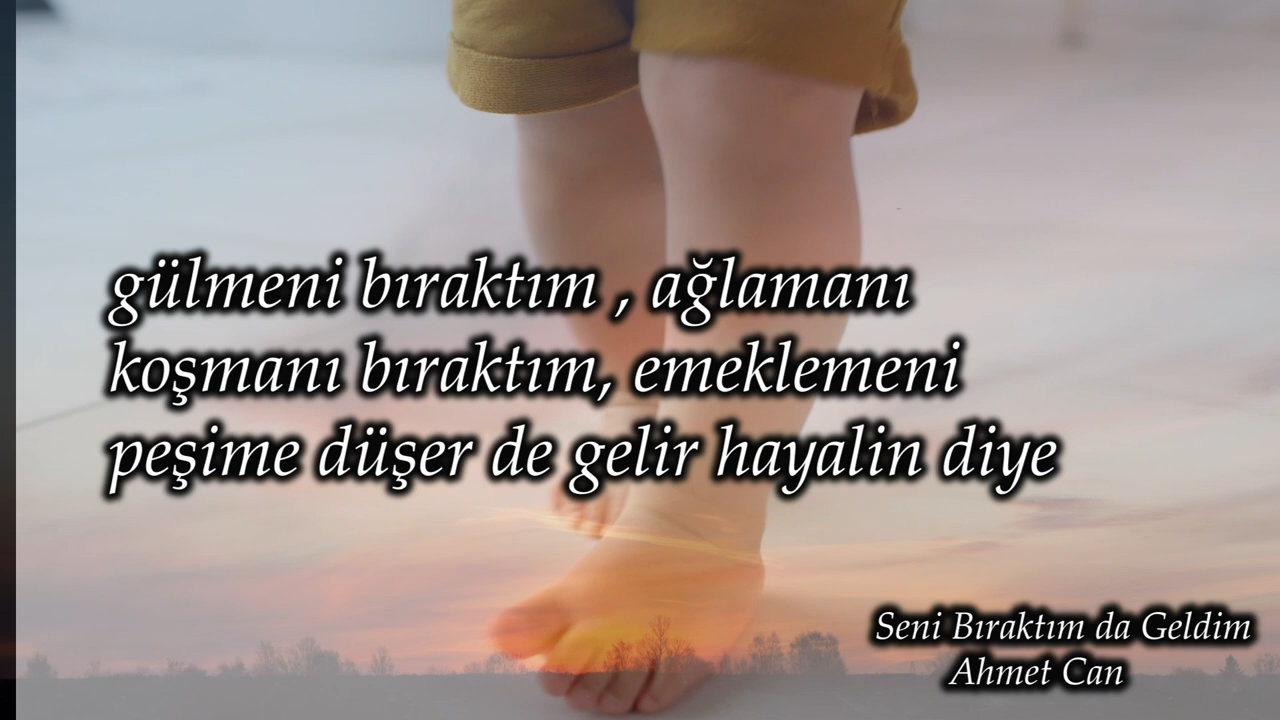 gülmeni bıraktım , ağlamanı
koşmanı bıraktım, emeklemeni
peşime düşer de gelir hayalin diye
Seni Bıraktım da Geldim
Ahmet Can